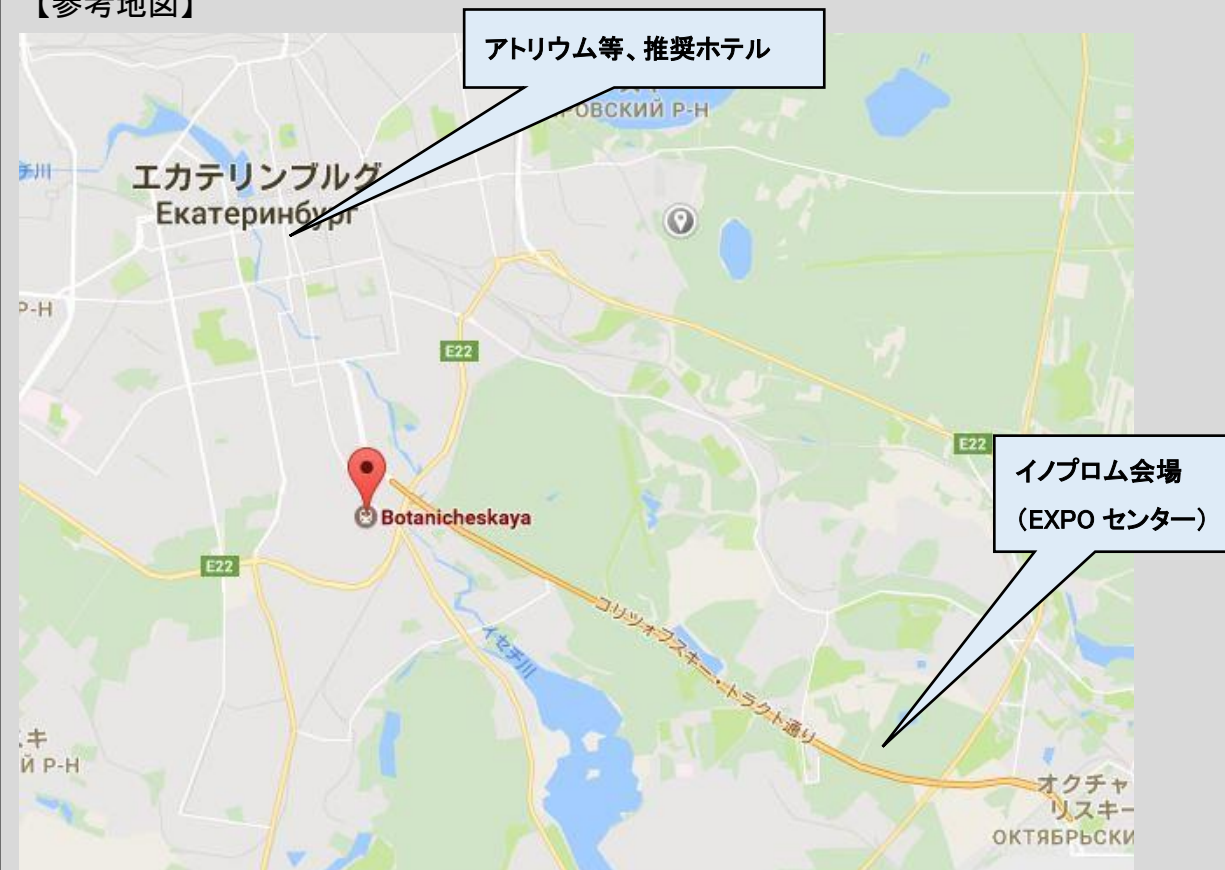 【参考地図】
アトリウム等、推奨ホテル
ОВСКИЙ Р-Н
チ川
エカテリンブルグ
Екатеринбург
Р-Н
E22
E22
イノプロム会場
（EXPO センター）
Botanicheskaya
E22
コリツォフスキー・トラクト通り
イセチ川
キ
Й Р-Н
オクチャ
リスキー
ОКТЯБРЬСКИ